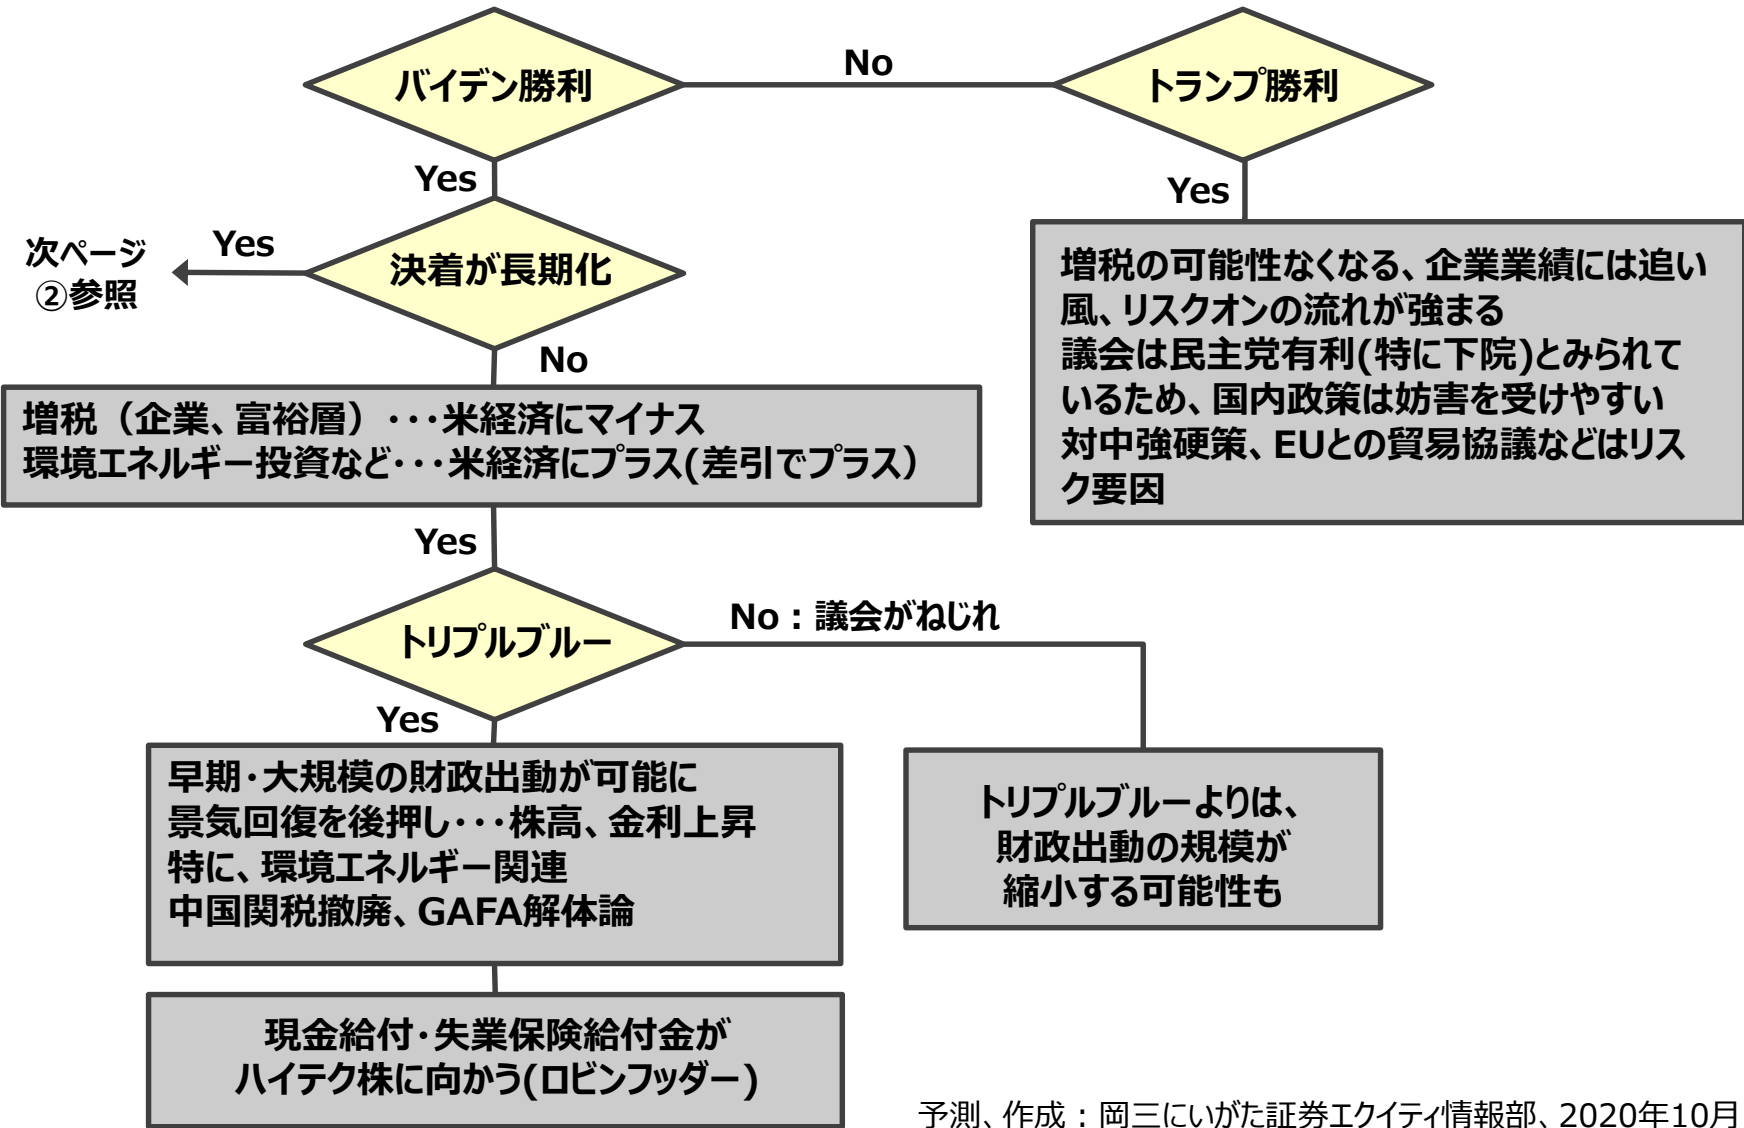 バイデン勝利
No
トランプ勝利
Yes
Yes
次ページ
②参照
Yes
決着が長期化
No
増税の可能性なくなる、企業業績には追い
風、リスクオンの流れが強まる
議会は民主党有利(特に下院)とみられて
いるため、国内政策は妨害を受けやすい
対中強硬策、EUとの貿易協議などはリス
ク要因
増税（企業、富裕層）・・・米経済にマイナス
環境エネルギー投資など・・・米経済にプラス(差引でプラス）
Yes
トリプルブルー
No：議会がねじれ
Yes
早期・大規模の財政出動が可能に
景気回復を後押し・・・株高、金利上昇
特に、環境エネルギー関連
中国関税撤廃、GAFA解体論
トリプルブルーよりは、
財政出動の規模が
縮小する可能性も
現金給付・失業保険給付金が
ハイテク株に向かう(ロビンフッダー)
予測、作成：岡三にいがた証券エクイティ情報部、2020年10月